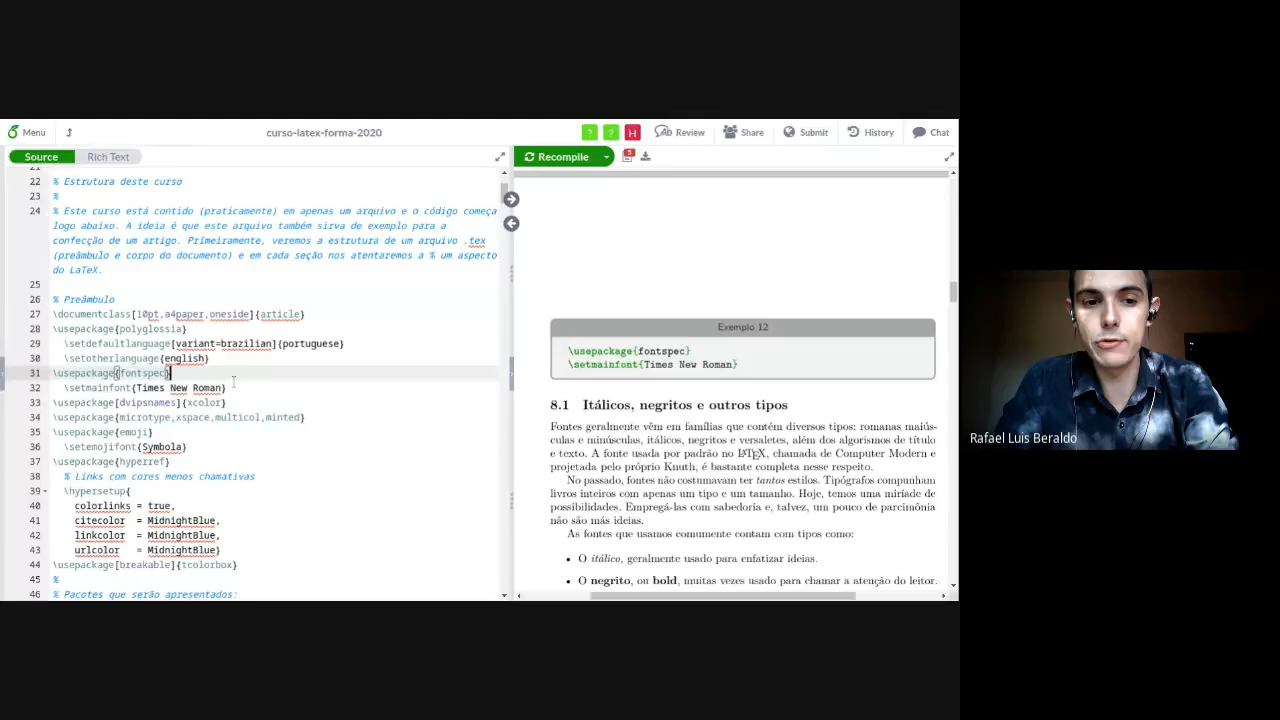 Menu
curso-latex-forma-2020
? ? H Review Share Submit History Chat
Source Rich Text
Recompile
22 % Estrutura deste curso
23 %
24 % Este curso está contido (praticamente) em apenas um arquivo e o código começa
logo abaixo. A ideia é que este arquivo também sirva de exemplo para a
confecção de um artigo. Primeiramente, veremos a estrutura de um arquivo .tex
(preâmbulo e corpo do documento) e em cada seção nos atentaremos a % um aspecto
do LaTeX.
25
26 % Preâmbulo
27 \documentclass[10pt,a4paper,oneside]{article}
28 \usepackage{polyglossia}
29 \setdefaultlanguage[variant=brazilian]{portuguese}
30 \setotherlanguage{english}
31 \usepackage{fontspec}
32 \setmainfont{Times New Roman}
33 \usepackage[dvipsnames]{xcolor}
34 \usepackage{microtype,xspace,multicol,minted}
35 \usepackage{emoji}
36 \setemojifont{Symbola}
37 \usepackage{hyperref}
38 % Links com cores menos chamativas
39 \hypersetup{
40 colorlinks = true,
41 citecolor = MidnightBlue,
42 linkcolor = MidnightBlue,
43 urlcolor = MidnightBlue}
44 \usepackage[breakable]{tcolorbox}
45 %
46 % Pacotes que serão apresentados:
Exemplo 12
\usepackage{fontspec}
\setmainfont{Times New Roman}
8.1 Itálicos, negritos e outros tipos
Fontes geralmente vêm em famílias que contém diversos tipos: romanas maiús-
culas e minúsculas, itálicos, negritos e versaletes, além dos algorismos de título
e texto. A fonte usada por padrão no LATEX, chamada de Computer Modern e
projetada pelo próprio Knuth, é bastante completa nesse respeito.
No passado, fontes não costumavam ter tantos estilos. Tipógrafos compunham
livros inteiros com apenas um tipo e um tamanho. Hoje, temos uma miríade de
possibilidades. Empregá-las com sabedoria e, talvez, um pouco de parcimônia
não são más ideias.
As fontes que usamos comumente contam com tipos como:
• O itálico, geralmente usado para enfatizar ideias.
• O negrito, ou bold, muitas vezes usado para chamar a atenção do leitor.
Rafael Luis Beraldo